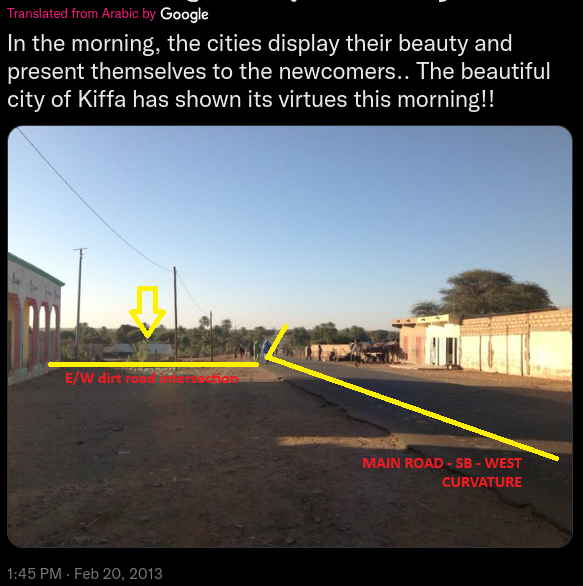 Translated from Arabic by Google
In the morning, the cities display their beauty and
present themselves to the newcomers.. The beautiful
city of Kiffa has shown its virtues this morning!!
E/W dirt road intersection
MAIN ROAD - SB - WEST
CURVATURE
1:45 PM · Feb 20, 2013